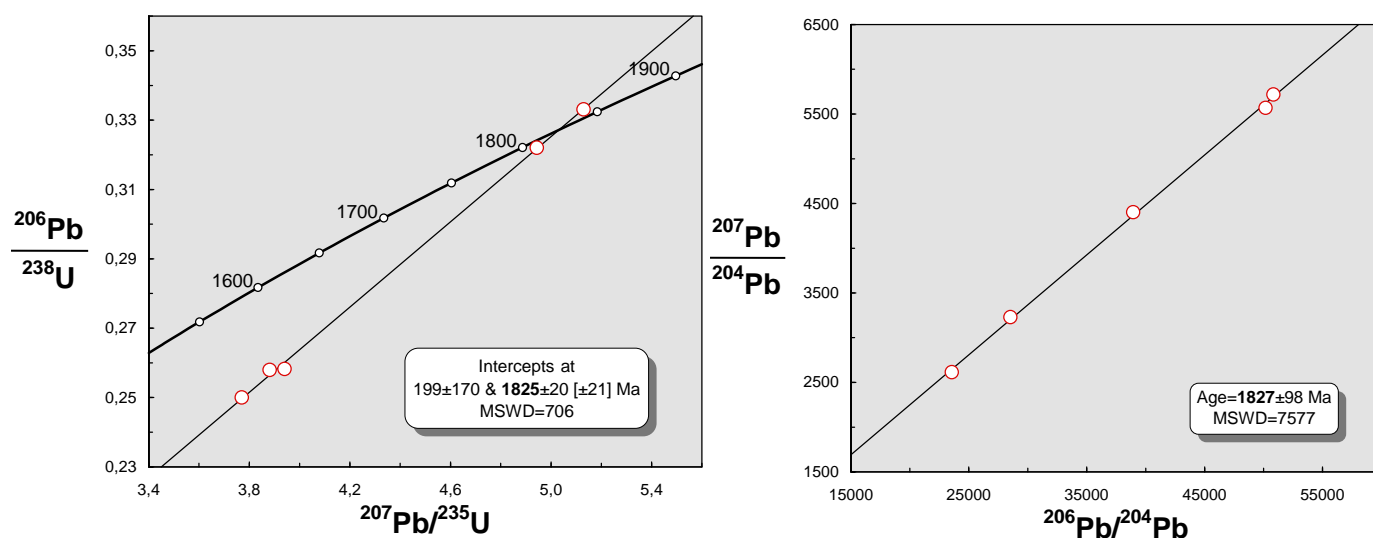 0,35
0,33
0,31
0,29
0,27
0,25
0,23
3,4 3,8 4,2 4,6 5,0 5,4
²⁰⁶Pb
²³⁸U
²⁰⁷Pb/²³⁵U
1600
1700
1800
1900
Intercepts at
199±170 & 1825±20 [±21] Ma
MSWD=706
6500
5500
4500
3500
2500
1500
15000 25000 35000 45000 55000
²⁰⁷Pb
²⁰⁴Pb
²⁰⁶Pb/²⁰⁴Pb
Age=1827±98 Ma
MSWD=7577